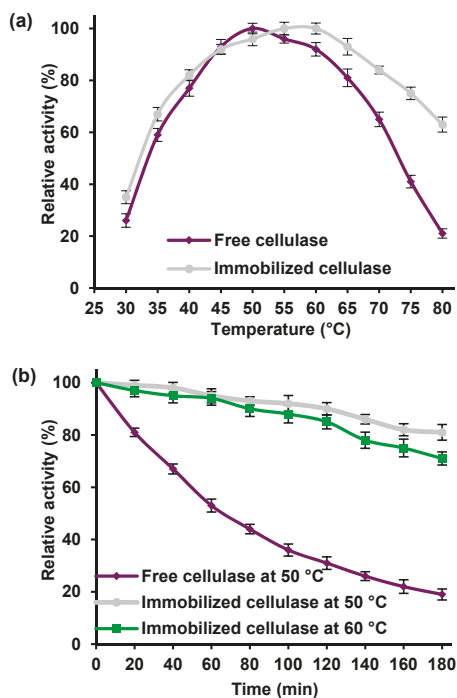 (a)
Relative activity (%)
100
80
60
40
20
0
Free cellulase
Immobilized cellulase
25 30 35 40 45 50 55 60 65 70 75 80
Temperature (°C)
(b)
Relative activity (%)
100
80
60
40
20
0
Free cellulase at 50 °C
Immobilized cellulase at 50 °C
Immobilized cellulase at 60 °C
0 20 40 60 80 100 120 140 160 180
Time (min)